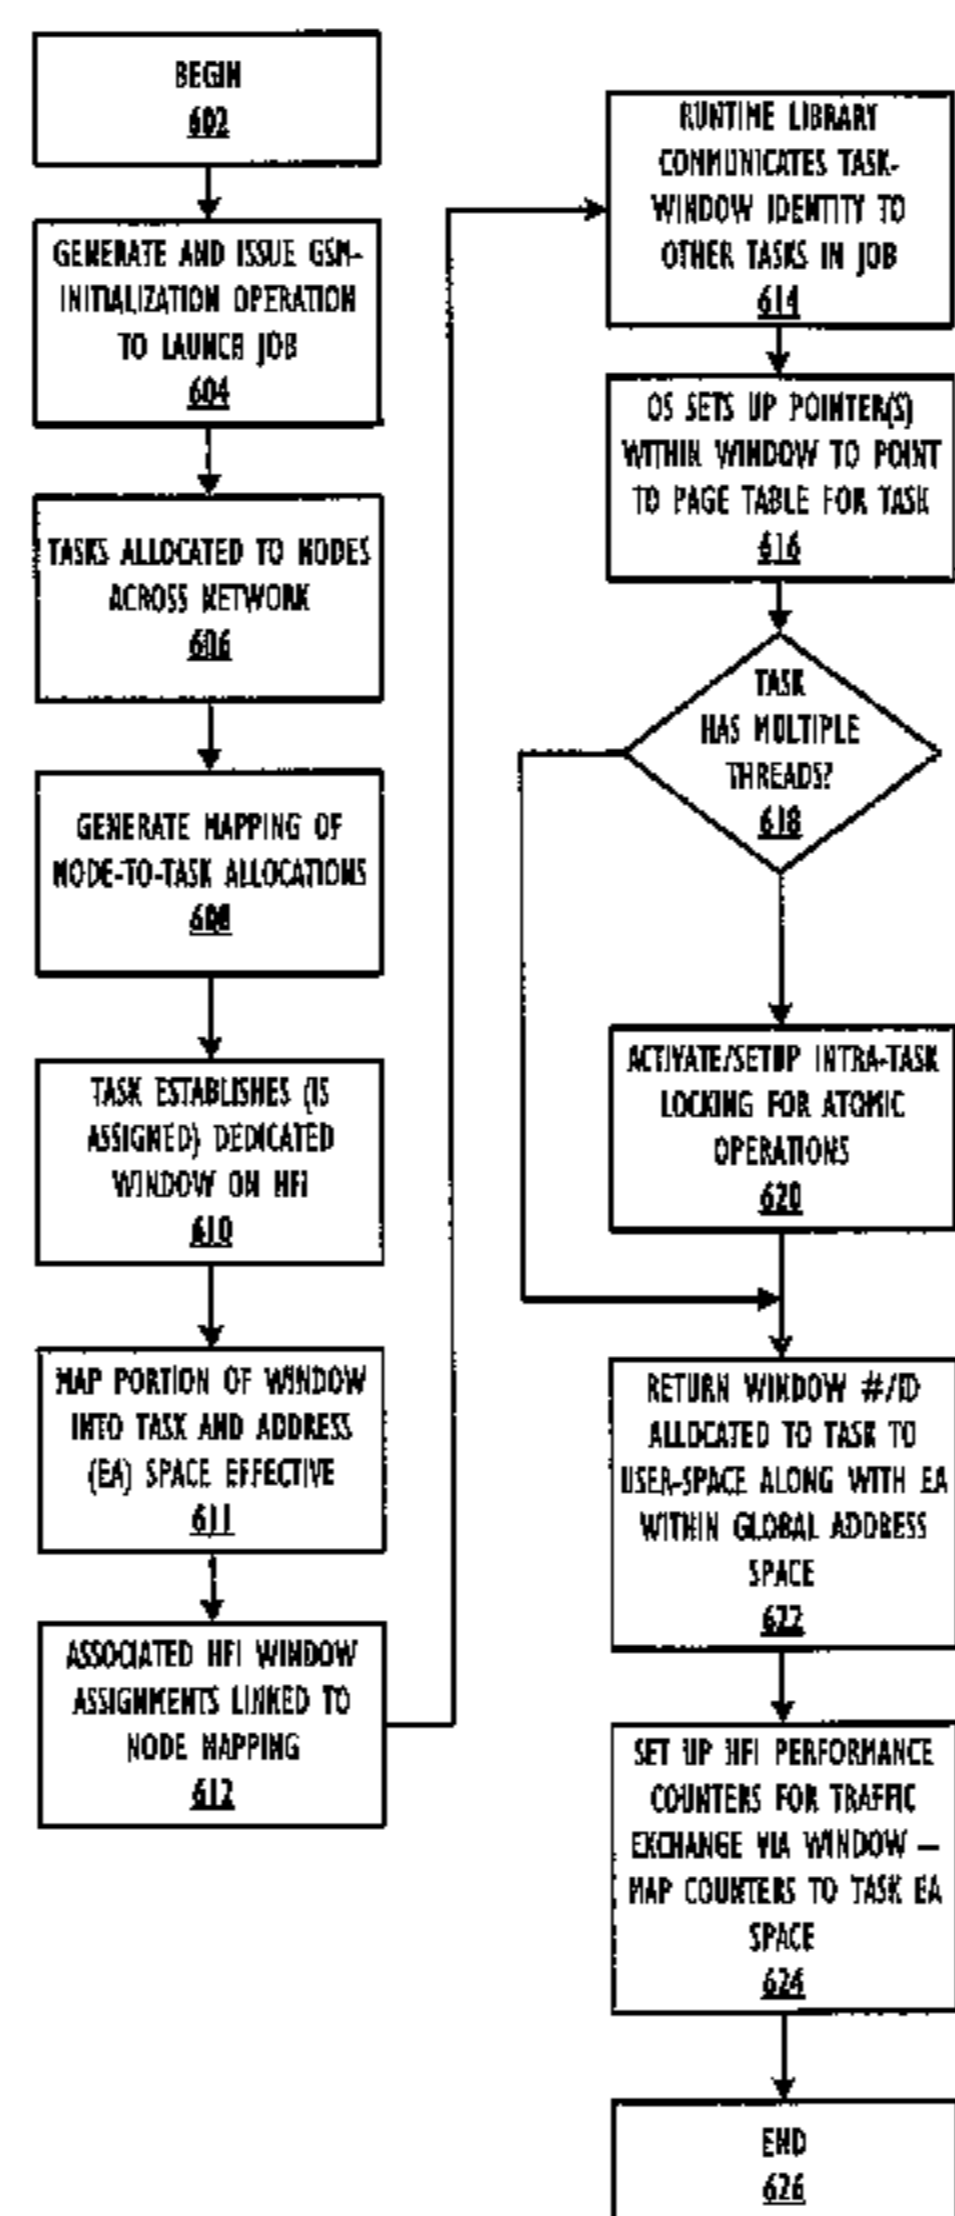 BEGIN
602
GENERATE AND ISSUE GSM-
INITIALIZATION OPERATION
TO LAUNCH JOB
604
TASKS ALLOCATED TO NODES
ACROSS NETWORK
606
GENERATE MAPPING OF
NODE-TO-TASK ALLOCATIONS
608
TASK ESTABLISHES (IS
ASSIGNED) DEDICATED
WINDOW ON HFI
610
MAP PORTION OF WINDOW
INTO TASK AND ADDRESS
(EA) SPACE EFFECTIVE
611
ASSOCIATED HFI WINDOW
ASSIGNMENTS LINKED TO
NODE MAPPING
612
RUNTIME LIBRARY
COMMUNICATES TASK-
WINDOW IDENTITY TO
OTHER TASKS IN JOB
614
OS SETS UP POINTER(S)
WITHIN WINDOW TO POINT
TO PAGE TABLE FOR TASK
616
TASK
HAS MULTIPLE
THREADS?
618
ACTIVATE/SETUP INTRA-TASK
LOCKING FOR ATOMIC
OPERATIONS
620
RETURN WINDOW #/ID
ALLOCATED TO TASK TO
USER-SPACE ALONG WITH EA
WITHIN GLOBAL ADDRESS
SPACE
622
SET UP HFI PERFORMANCE
COUNTERS FOR TRAFFIC
EXCHANGE VIA WINDOW —
MAP COUNTERS TO TASK EA
SPACE
624
END
626